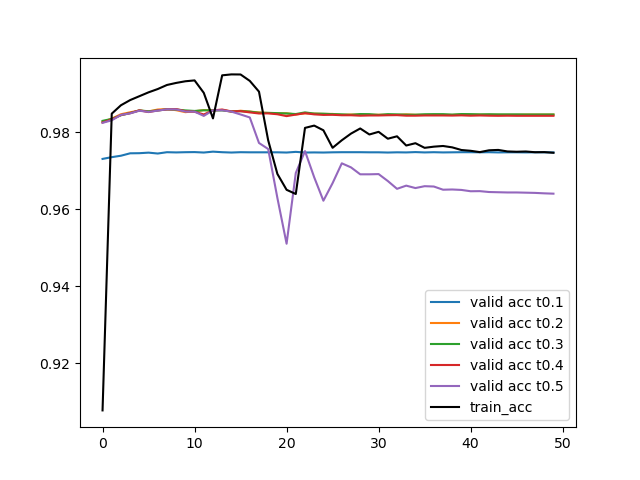 0.98
0.96
0.94
0.92
0
10
20
30
40
50
valid acc t0.1
valid acc t0.2
valid acc t0.3
valid acc t0.4
valid acc t0.5
train_acc